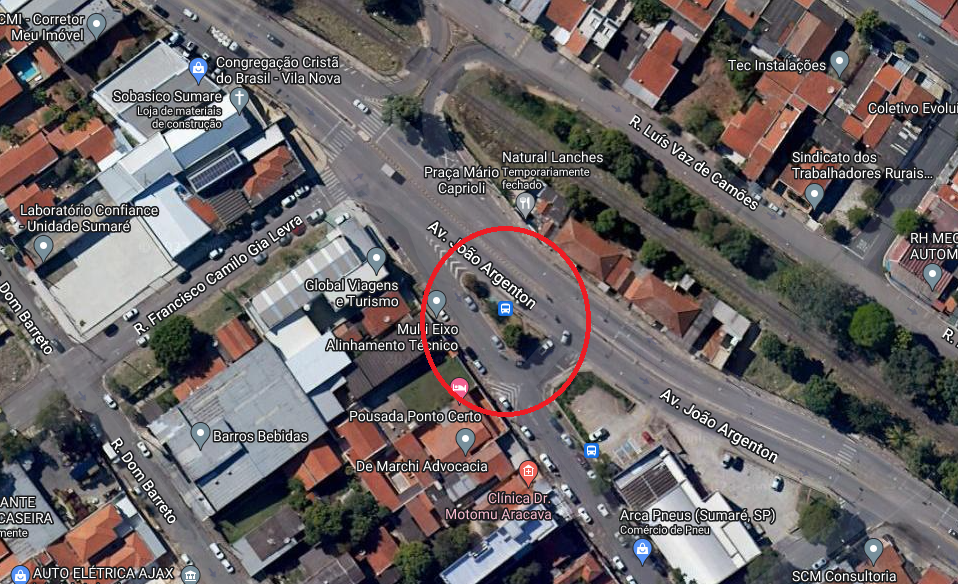 CMI - Corretor
Meu Imóvel
Congregação Cristã
do Brasil - Vila Nova
Sobasico Sumare
Loja de materiais
de construção
Tec Instalações
Coletivo Evolui
R. Luís Vaz de Camões
Natural Lanches
Temporariamente
fechado
Praça Mário
Caprioli
Sindicato dos
Trabalhadores Rurais...
Laboratório Confiance
- Unidade Sumaré
R. Francisco Camilo Gia Levra
Av. João Argenton
RH MEC
AUTOM
Dom Barreto
Global Viagens
e Turismo
Multi Eixo
Alinhamento Técnico
R.
Pousada Ponto Certo
Av. João Argenton
Barros Bebidas
De Marchi Advocacia
R. Dom Barreto
Clínica Dr.
Motomu Aracava
ANTE
CASEIRA
mente
Arca Pneus (Sumaré, SP)
Comércio de Pneu
AUTO ELÉTRICA AJAX
SCM Consultoria